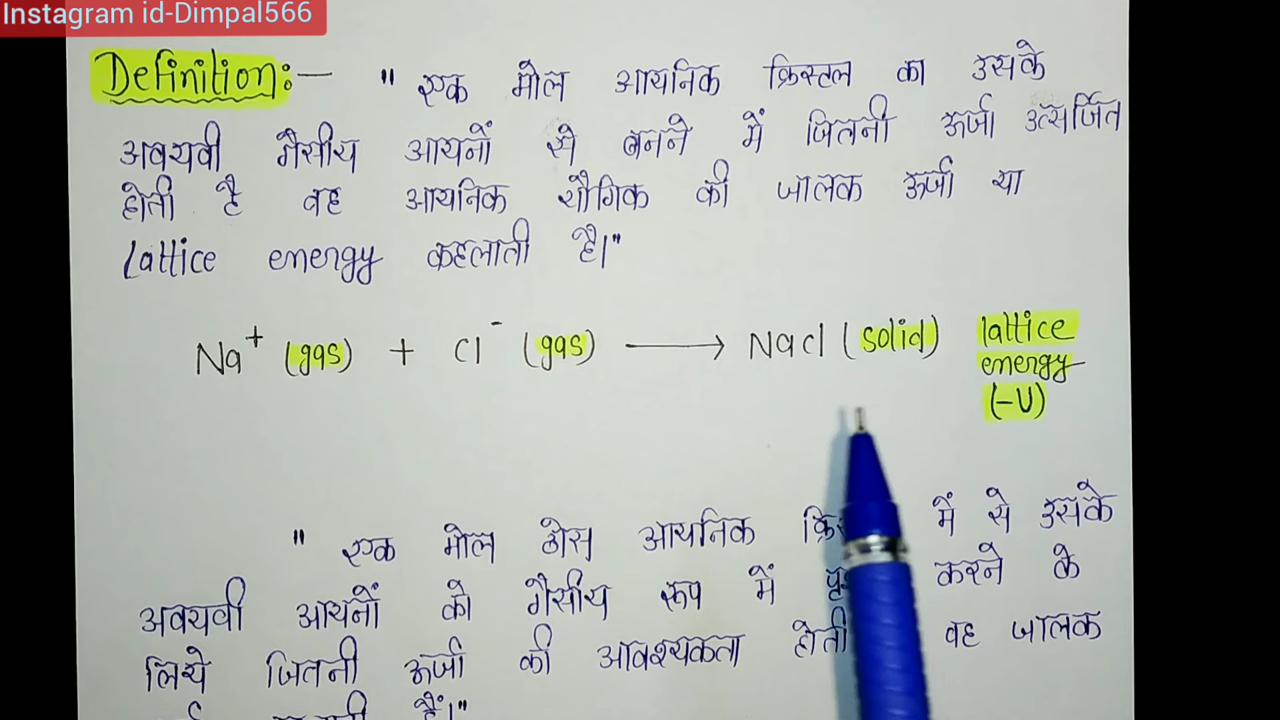 Instagram id-Dimpal566
Definition:— " एक मोल आयनिक क्रिस्टल का उसके
अवयवी गैसीय आयनों से बनने में जितनी ऊर्जा उत्सर्जित
होती है वह आयनिक यौगिक की जालक ऊर्जा या
lattice energy कहलाती है।"
Na⁺ (gas) + Cl⁻ (gas) ⟶ Nacl (solid) lattice
energy
(-U)
" एक मोल ठोस आयनिक में से उसके
अवयवी आयनों को गैसीय रूप में करने के
लिये जितनी ऊर्जा की आवश्यकता होती वह जालक
है।"